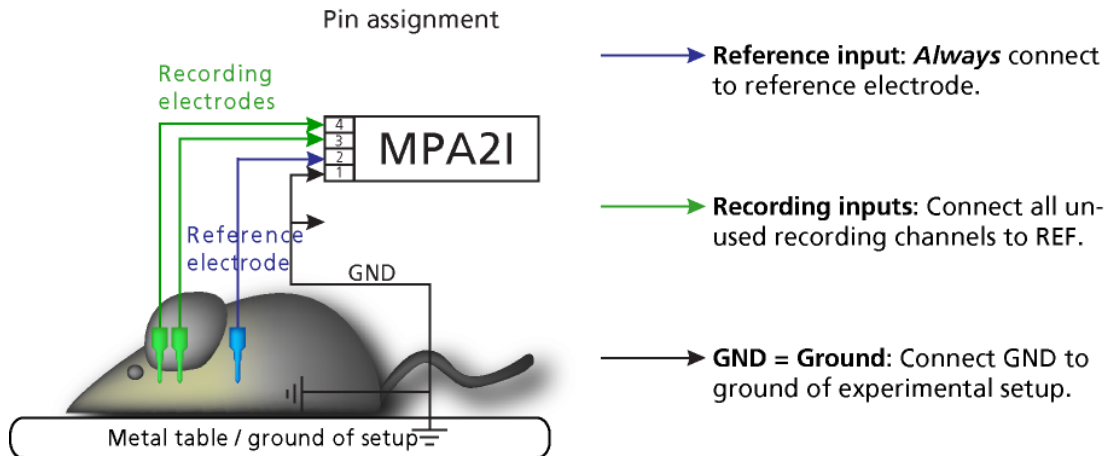 Pin assignment
Recording
electrodes
4
3
2
1
MPA2I
Reference
electrode
GND
Metal table / ground of setup
Reference input: Always connect
to reference electrode.
Recording inputs: Connect all un-
used recording channels to REF.
GND = Ground: Connect GND to
ground of experimental setup.